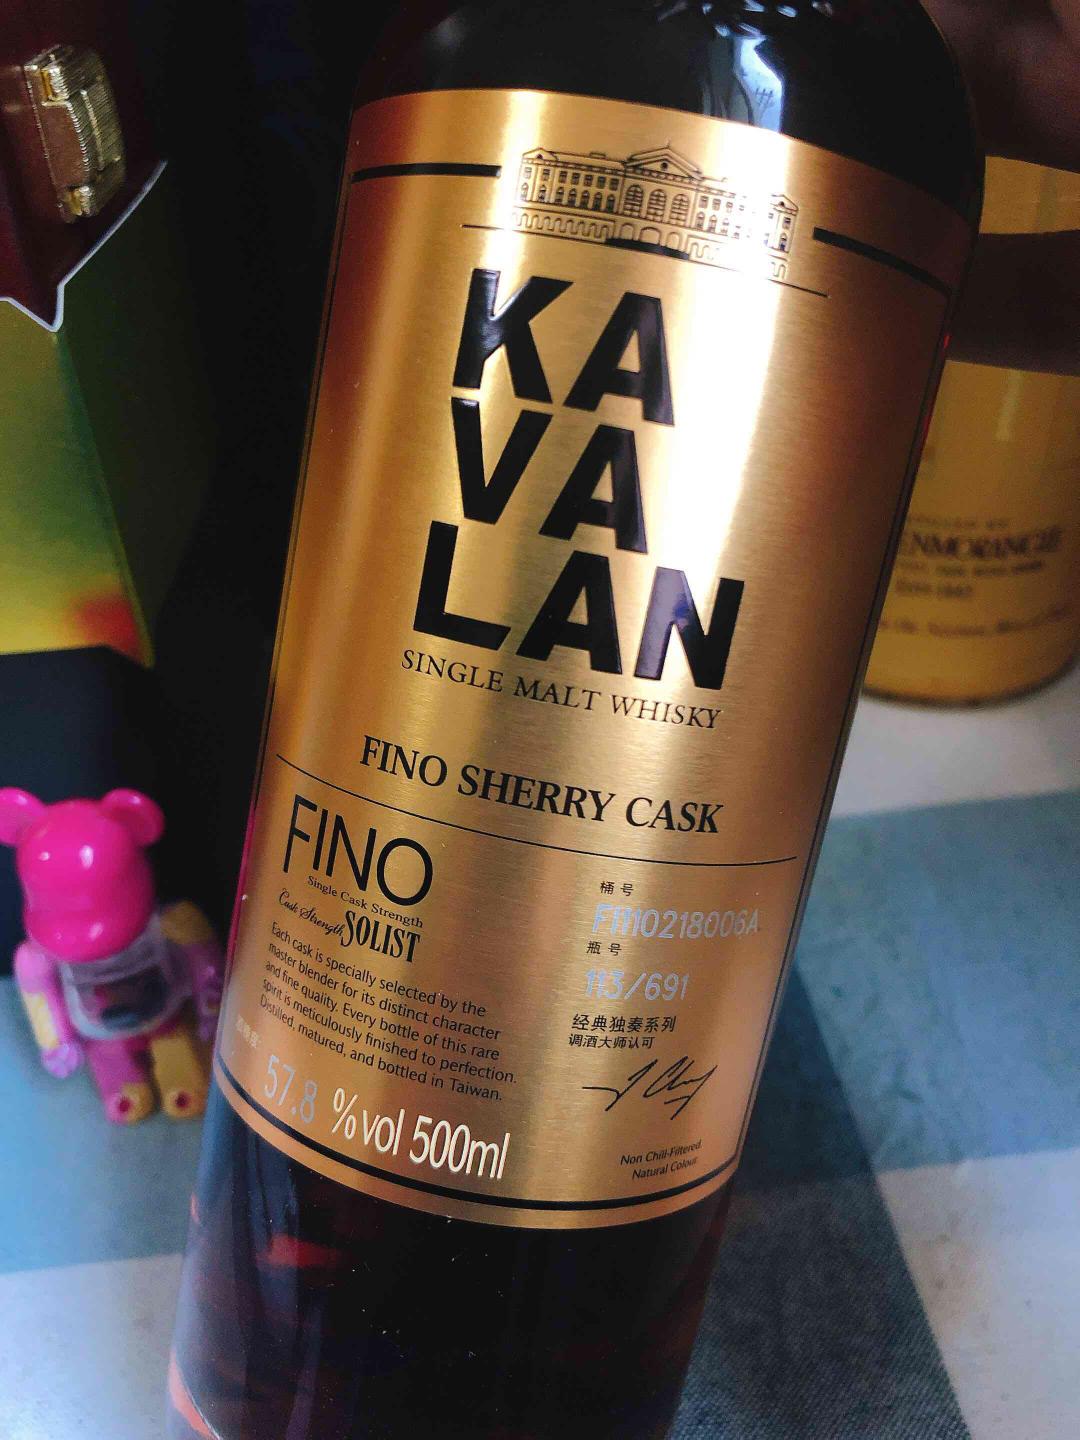 KA
VA
LAN
SINGLE MALT WHISKY
FINO SHERRY CASK
FINO
Single Cask Strength
Cask Strength SOLIST
Each cask is specially selected by the
master blender for its distinct character
and fine quality. Every bottle of this rare
spirit is meticulously finished to perfection.
Distilled, matured, and bottled in Taiwan.
57.8 %vol 500ml
桶号
F1110218006A
瓶号
113/691
经典独奏系列
调酒大师认可
Non Chill-Filtered
Natural Colour
ENMORANGIE